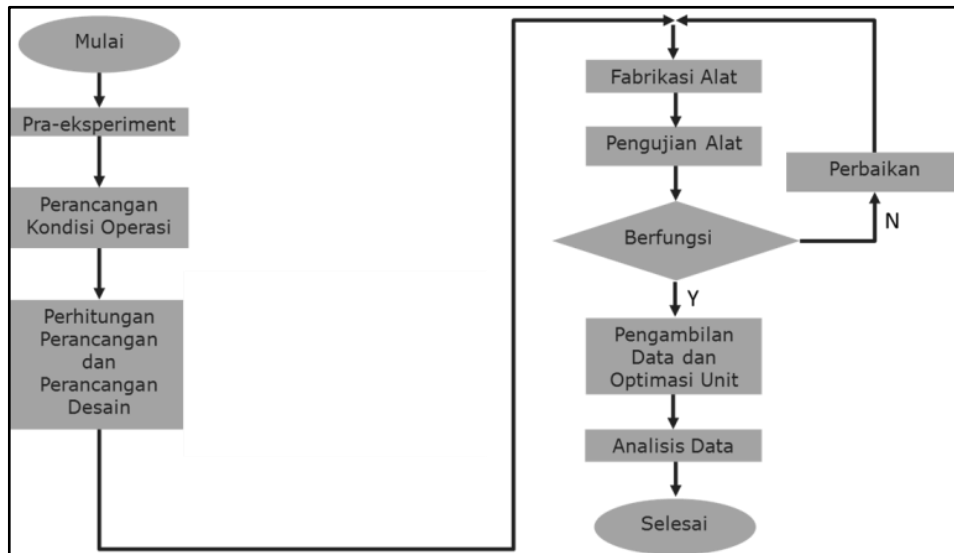 Mulai
Pra-eksperiment
Perancangan
Kondisi Operasi
Perhitungan
Perancangan
dan
Perancangan
Desain
Fabrikasi Alat
Pengujian Alat
Perbaikan
Berfungsi
N
Y
Pengambilan
Data dan
Optimasi Unit
Analisis Data
Selesai